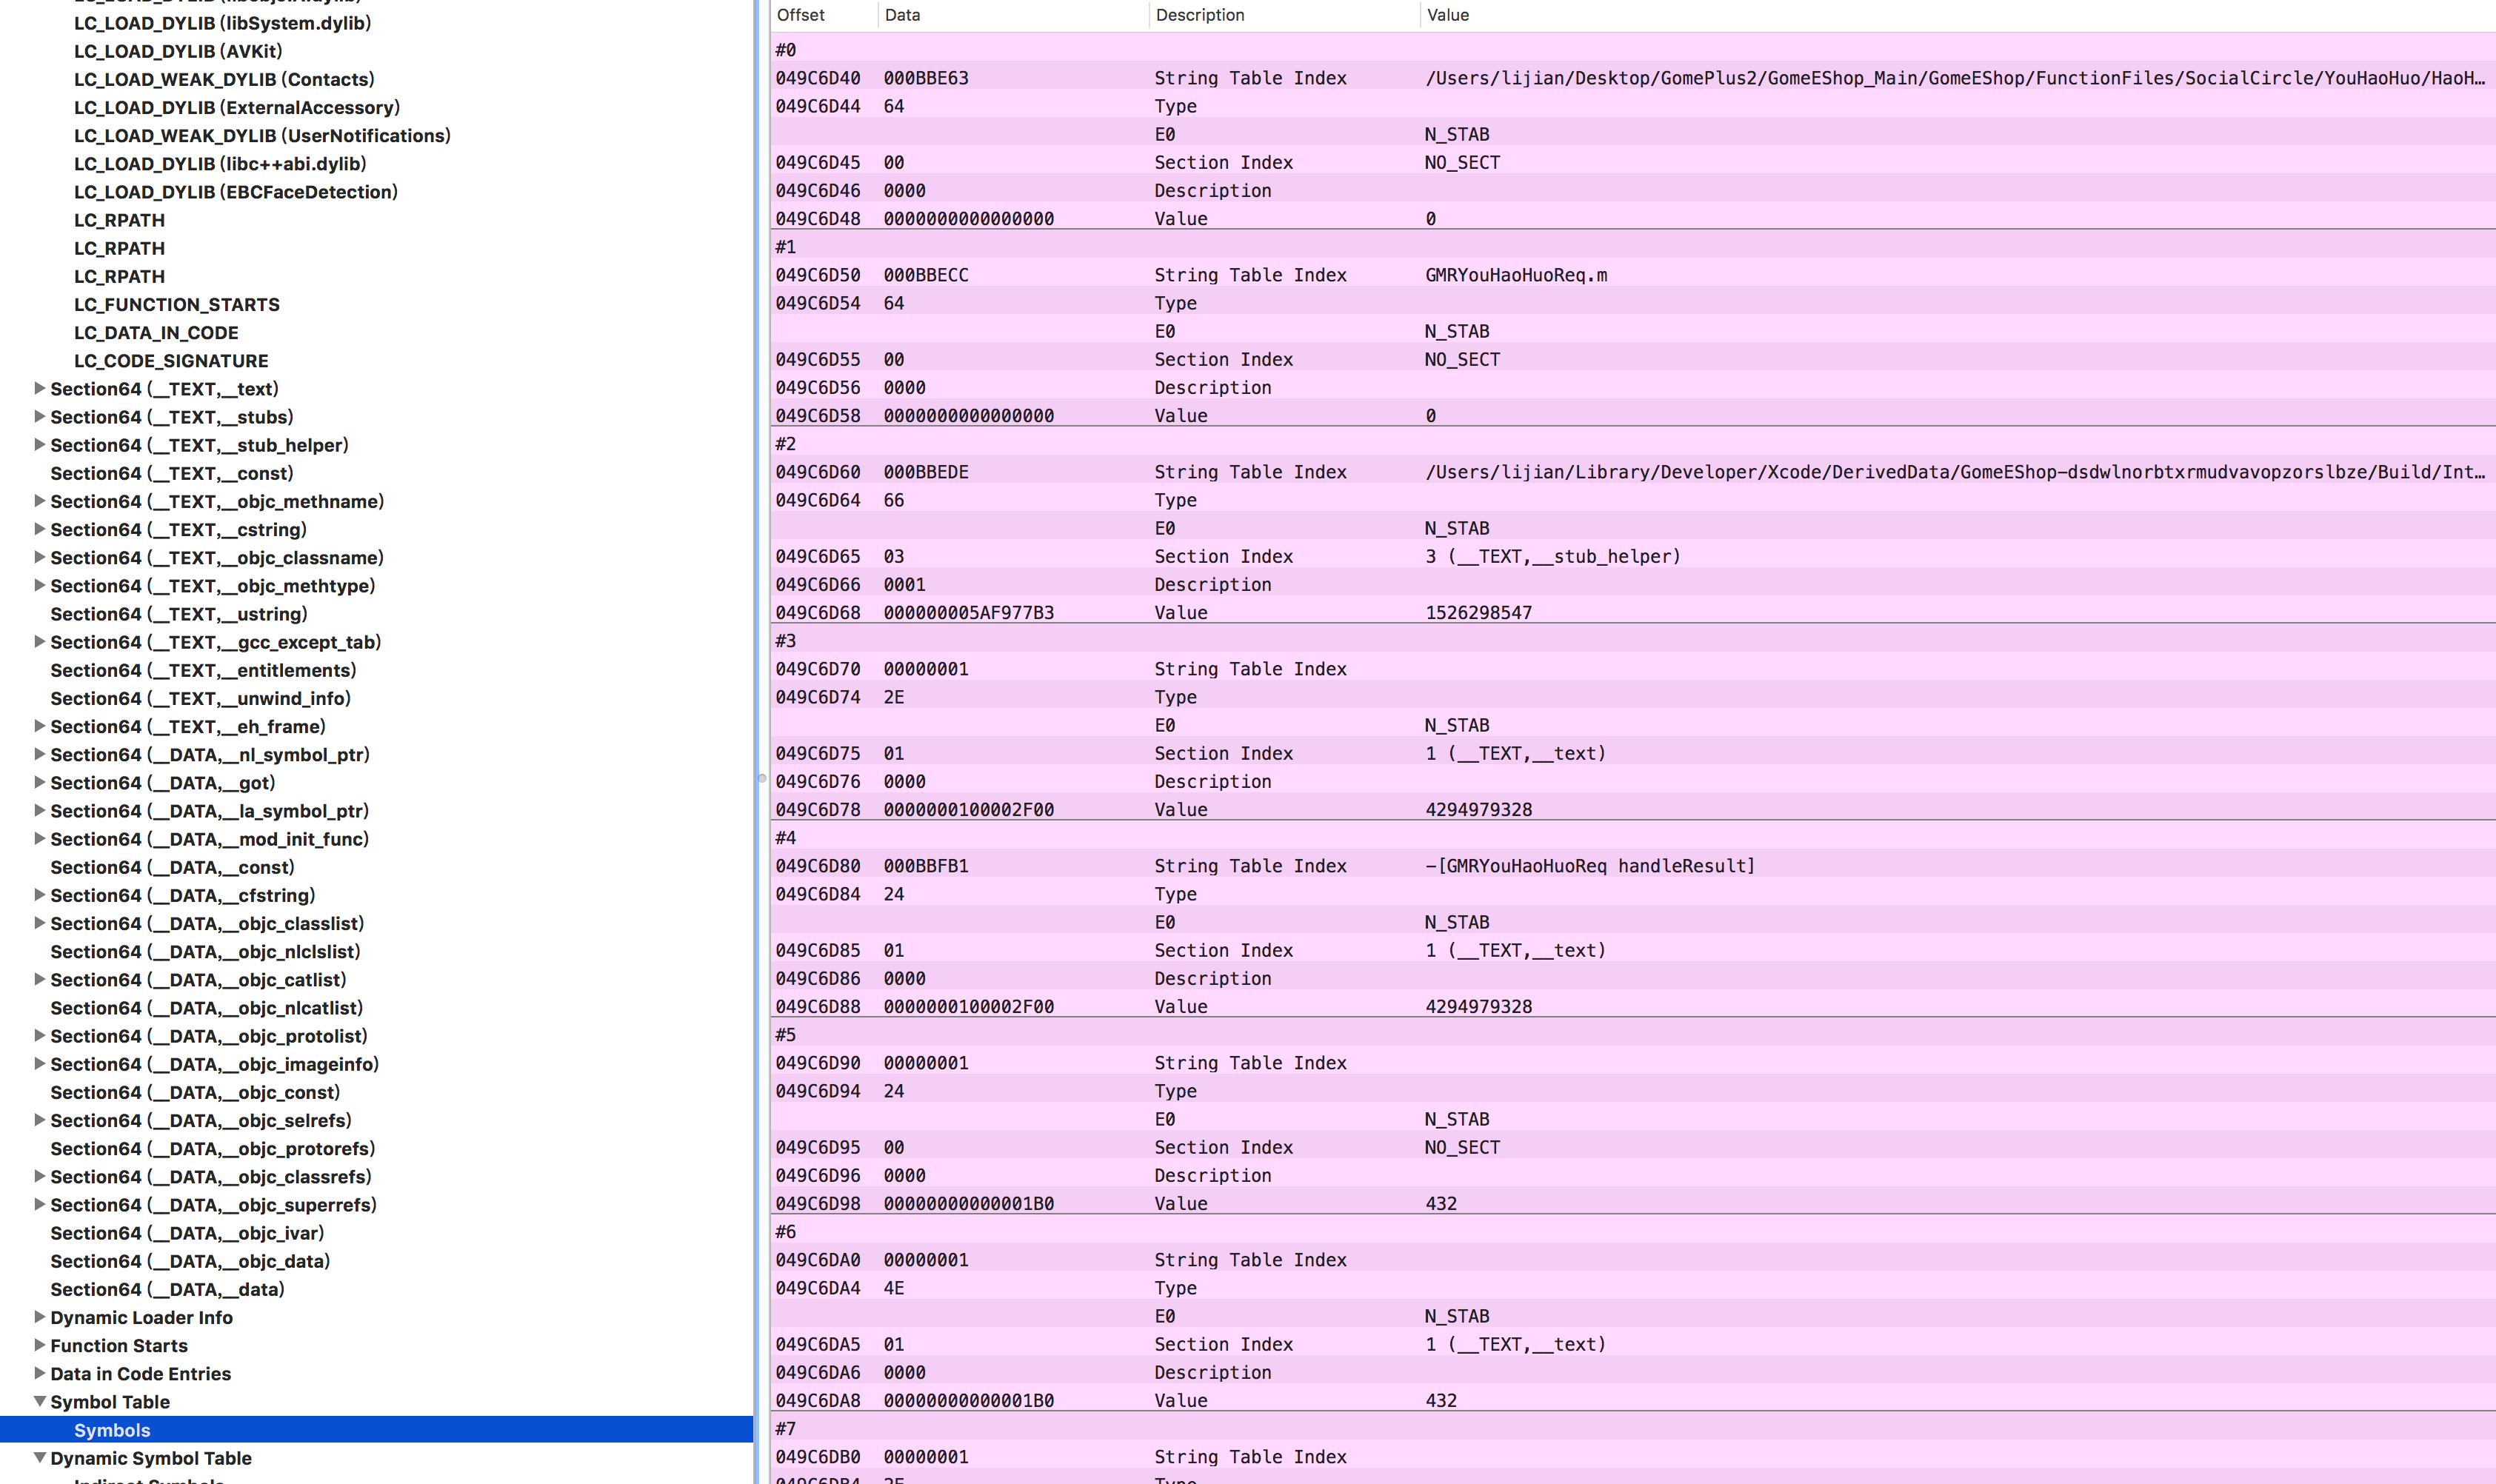 LC_LOAD_DYLIB (libSystem.dylib)
LC_LOAD_DYLIB (AVKit)
LC_LOAD_WEAK_DYLIB (Contacts)
LC_LOAD_DYLIB (ExternalAccessory)
LC_LOAD_WEAK_DYLIB (UserNotifications)
LC_LOAD_DYLIB (libc++abi.dylib)
LC_LOAD_DYLIB (EBCFaceDetection)
LC_RPATH
LC_RPATH
LC_RPATH
LC_FUNCTION_STARTS
LC_DATA_IN_CODE
LC_CODE_SIGNATURE
Section64 (__TEXT,__text)
Section64 (__TEXT,__stubs)
Section64 (__TEXT,__stub_helper)
Section64 (__TEXT,__const)
Section64 (__TEXT,__objc_methname)
Section64 (__TEXT,__cstring)
Section64 (__TEXT,__objc_classname)
Section64 (__TEXT,__objc_methtype)
Section64 (__TEXT,__ustring)
Section64 (__TEXT,__gcc_except_tab)
Section64 (__TEXT,__entitlements)
Section64 (__TEXT,__unwind_info)
Section64 (__TEXT,__eh_frame)
Section64 (__DATA,__nl_symbol_ptr)
Section64 (__DATA,__got)
Section64 (__DATA,__la_symbol_ptr)
Section64 (__DATA,__mod_init_func)
Section64 (__DATA,__const)
Section64 (__DATA,__cfstring)
Section64 (__DATA,__objc_classlist)
Section64 (__DATA,__objc_nlclslist)
Section64 (__DATA,__objc_catlist)
Section64 (__DATA,__objc_nlcatlist)
Section64 (__DATA,__objc_protolist)
Section64 (__DATA,__objc_imageinfo)
Section64 (__DATA,__objc_const)
Section64 (__DATA,__objc_selrefs)
Section64 (__DATA,__objc_protorefs)
Section64 (__DATA,__objc_classrefs)
Section64 (__DATA,__objc_superrefs)
Section64 (__DATA,__objc_ivar)
Section64 (__DATA,__objc_data)
Section64 (__DATA,__data)
Dynamic Loader Info
Function Starts
Data in Code Entries
Symbol Table
Symbols
Dynamic Symbol Table
Offset Data Description Value
#0
049C6D40 000BBE63 String Table Index /Users/lijian/Desktop/GomePlus2/GomeEShop_Main/GomeEShop/FunctionFiles/SocialCircle/YouHaoHuo/HaoH…
049C6D44 64 Type
E0 N_STAB
049C6D45 00 Section Index NO_SECT
049C6D46 0000 Description
049C6D48 0000000000000000 Value 0
#1
049C6D50 000BBECC String Table Index GMRYouHaoHuoReq.m
049C6D54 64 Type
E0 N_STAB
049C6D55 00 Section Index NO_SECT
049C6D56 0000 Description
049C6D58 0000000000000000 Value 0
#2
049C6D60 000BBEDE String Table Index /Users/lijian/Library/Developer/Xcode/DerivedData/GomeEShop-dsdwlnorbtxrmudvavopzorslbze/Build/Int…
049C6D64 66 Type
E0 N_STAB
049C6D65 03 Section Index 3 (__TEXT,__stub_helper)
049C6D66 0001 Description
049C6D68 000000005AF977B3 Value 1526298547
#3
049C6D70 00000001 String Table Index
049C6D74 2E Type
E0 N_STAB
049C6D75 01 Section Index 1 (__TEXT,__text)
049C6D76 0000 Description
049C6D78 0000000100002F00 Value 4294979328
#4
049C6D80 000BBFB1 String Table Index -[GMRYouHaoHuoReq handleResult]
049C6D84 24 Type
E0 N_STAB
049C6D85 01 Section Index 1 (__TEXT,__text)
049C6D86 0000 Description
049C6D88 0000000100002F00 Value 4294979328
#5
049C6D90 00000001 String Table Index
049C6D94 24 Type
E0 N_STAB
049C6D95 00 Section Index NO_SECT
049C6D96 0000 Description
049C6D98 00000000000001B0 Value 432
#6
049C6DA0 00000001 String Table Index
049C6DA4 4E Type
E0 N_STAB
049C6DA5 01 Section Index 1 (__TEXT,__text)
049C6DA6 0000 Description
049C6DA8 00000000000001B0 Value 432
#7
049C6DB0 00000001 String Table Index